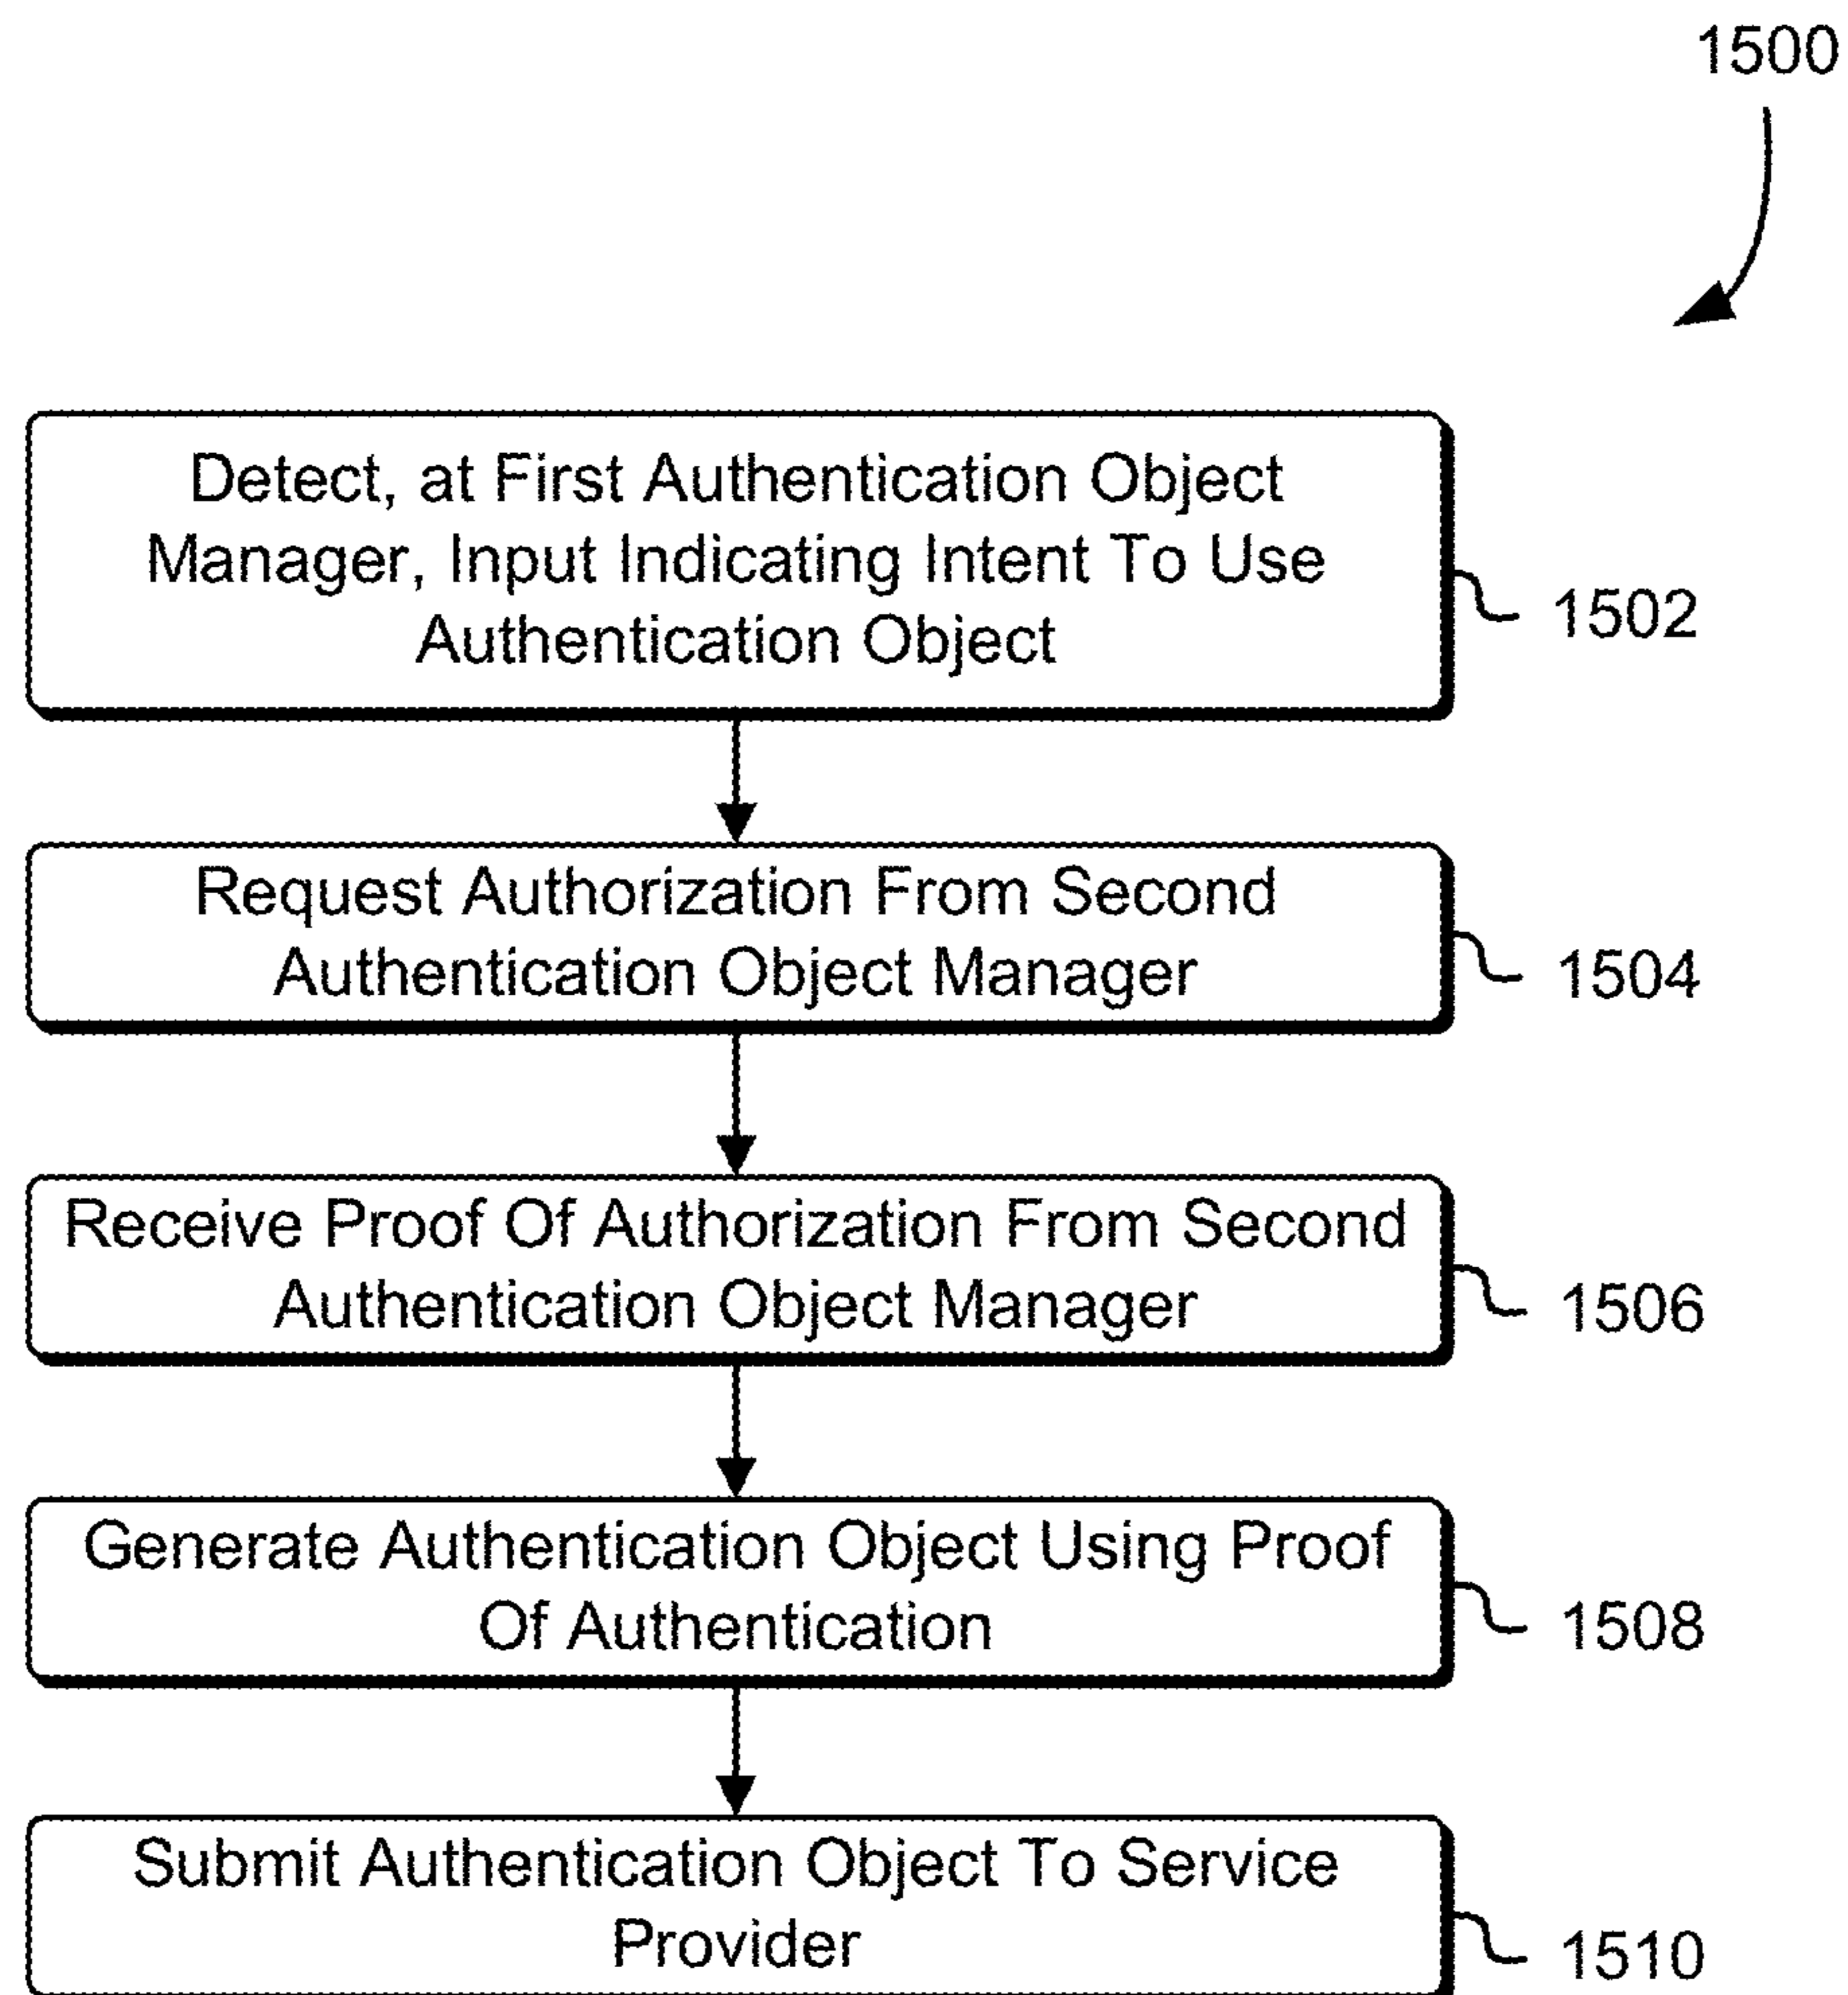 1500
Detect, at First Authentication Object
Manager, Input Indicating Intent To Use
Authentication Object
1502
Request Authorization From Second
Authentication Object Manager
1504
Receive Proof Of Authorization From Second
Authentication Object Manager
1506
Generate Authentication Object Using Proof
Of Authentication
1508
Submit Authentication Object To Service
Provider
1510